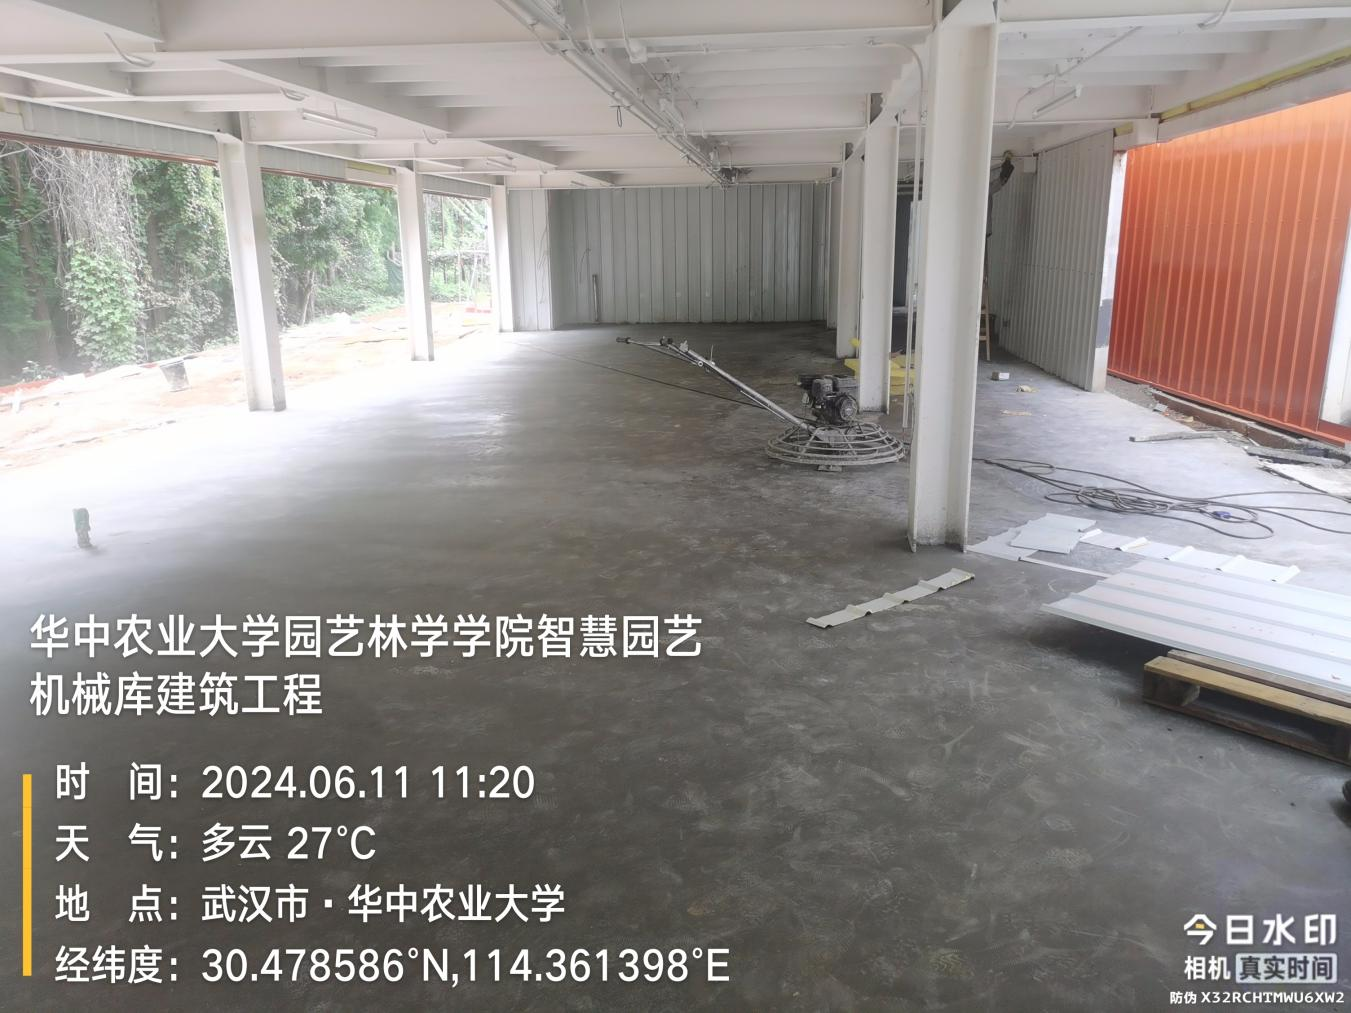 华中农业大学园艺林学学院智慧园艺
机械库建筑工程
时 间：2024.06.11 11:20
天 气：多云 27°C
地 点：武汉市·华中农业大学
经纬度：30.478586°N,114.361398°E
今日水印
相机 真实时间
防伪 X32RCHTMWU6XW2